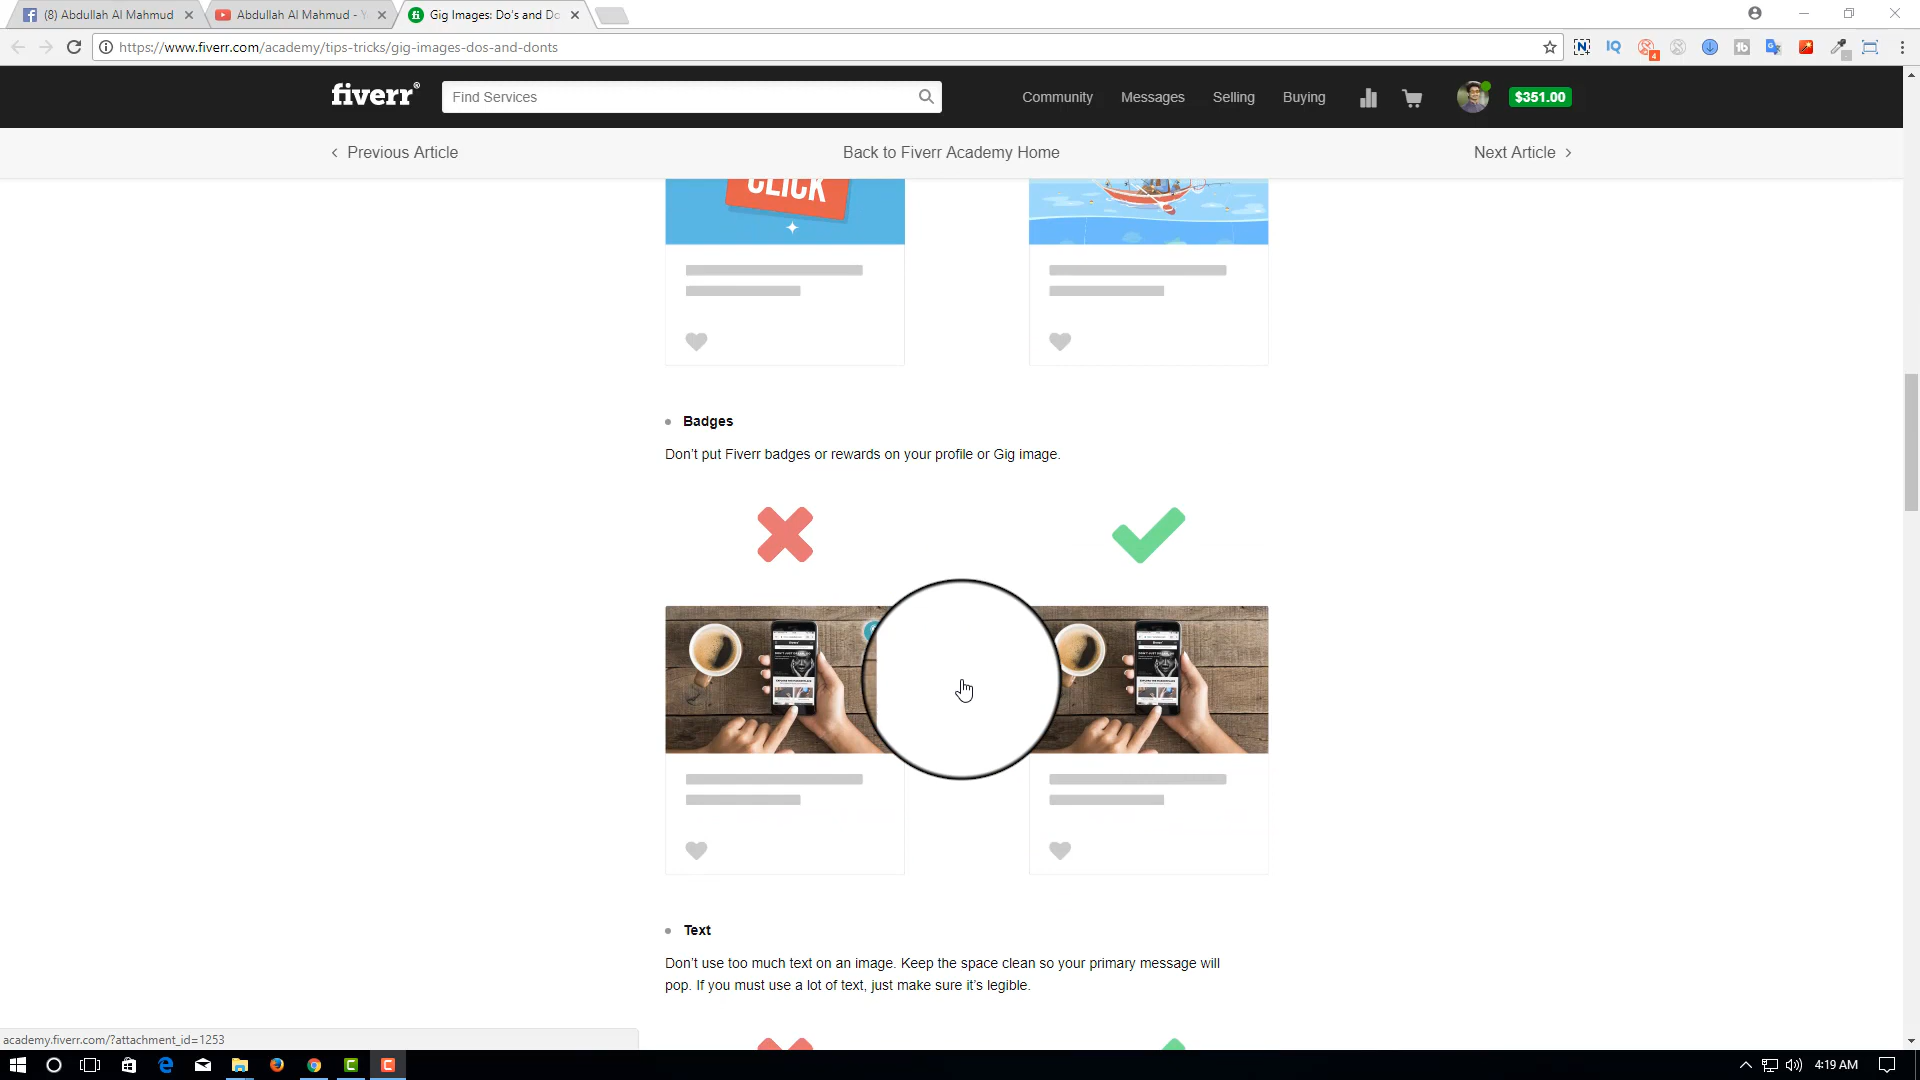 (8) Abdullah Al Mahmud
Abdullah Al Mahmud - Y
Gig Images: Do's and Do
https://www.fiverr.com/academy/tips-tricks/gig-images-dos-and-donts
fiverr®
Find Services
Community
Messages
Selling
Buying
$351.00
Previous Article
Back to Fiverr Academy Home
Next Article
CLICK
Badges
Don't put Fiverr badges or rewards on your profile or Gig image.
Text
Don't use too much text on an image. Keep the space clean so your primary message will
pop. If you must use a lot of text, just make sure it's legible.
academy.fiverr.com/?attachment_id=1253
4:19 AM